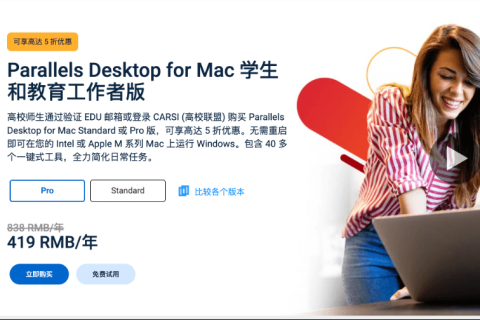 可享高达 5 折优惠
Parallels Desktop for Mac 学生
和教育工作者版
高校师生通过验证 EDU 邮箱或登录 CARSI (高校联盟) 购买 Parallels
Desktop for Mac Standard 或 Pro 版，可享高达 5 折优惠。无需重启
即可在您的 Intel 或 Apple M 系列 Mac 上运行 Windows。包含 40 多
个一键式工具，全力简化日常任务。
Pro
Standard
比较各个版本
838 RMB/年
419 RMB/年
立即购买
免费试用